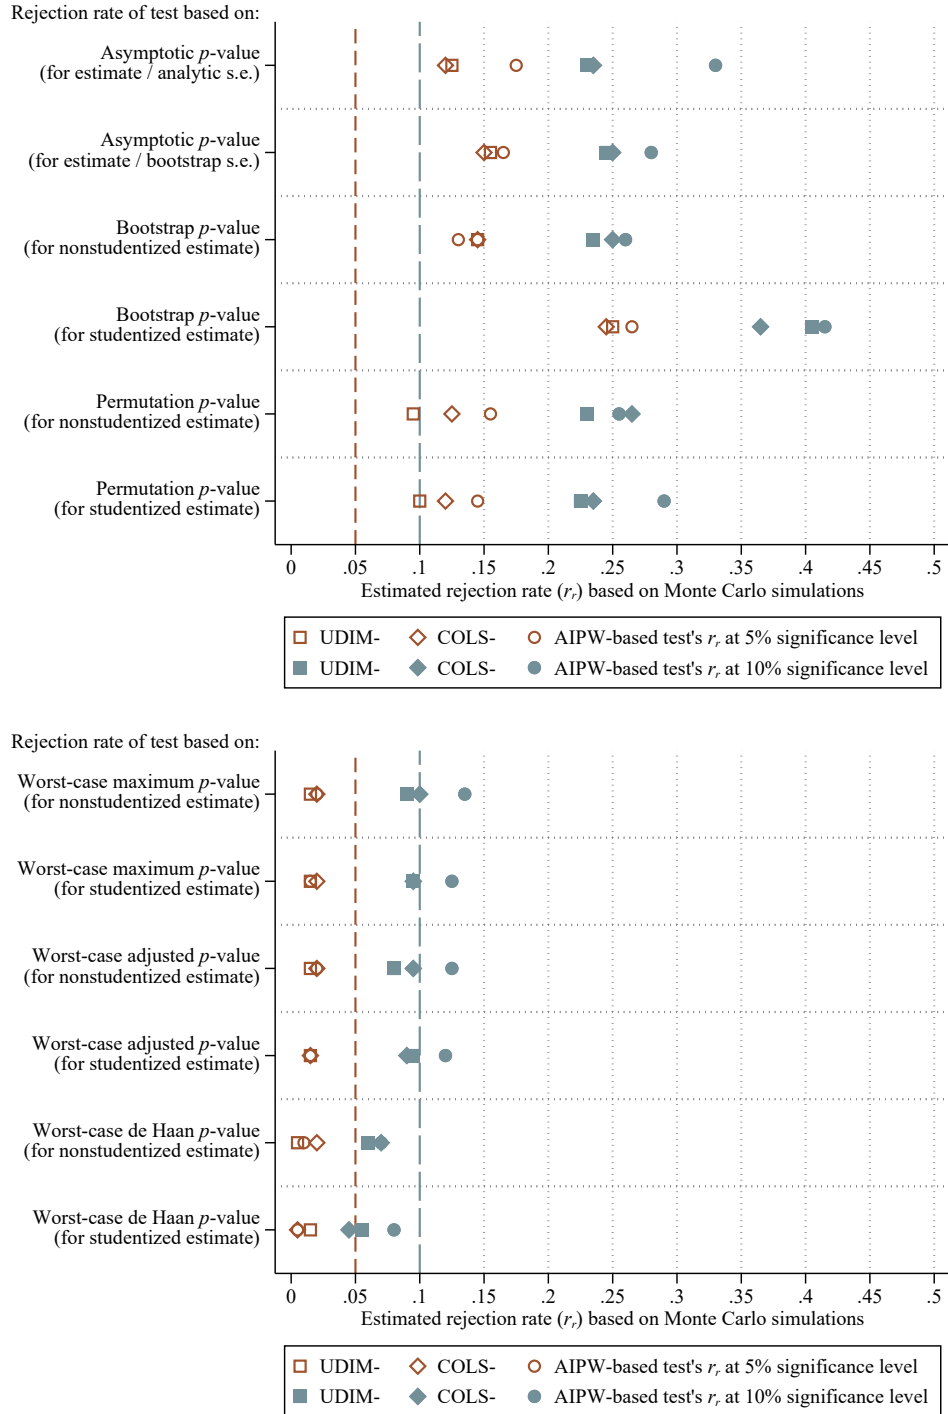 Rejection rate of test based on:
Asymptotic p-value
(for estimate / analytic s.e.)
Asymptotic p-value
(for estimate / bootstrap s.e.)
Bootstrap p-value
(for nonstudentized estimate)
Bootstrap p-value
(for studentized estimate)
Permutation p-value
(for nonstudentized estimate)
Permutation p-value
(for studentized estimate)
0 .05 .1 .15 .2 .25 .3 .35 .4 .45 .5
Estimated rejection rate (rᵣ) based on Monte Carlo simulations
UDIM- COLS- AIPW-based test's rᵣ at 5% significance level
UDIM- COLS- AIPW-based test's rᵣ at 10% significance level
Rejection rate of test based on:
Worst-case maximum p-value
(for nonstudentized estimate)
Worst-case maximum p-value
(for studentized estimate)
Worst-case adjusted p-value
(for nonstudentized estimate)
Worst-case adjusted p-value
(for studentized estimate)
Worst-case de Haan p-value
(for nonstudentized estimate)
Worst-case de Haan p-value
(for studentized estimate)
0 .05 .1 .15 .2 .25 .3 .35 .4 .45 .5
Estimated rejection rate (rᵣ) based on Monte Carlo simulations
UDIM- COLS- AIPW-based test's rᵣ at 5% significance level
UDIM- COLS- AIPW-based test's rᵣ at 10% significance level